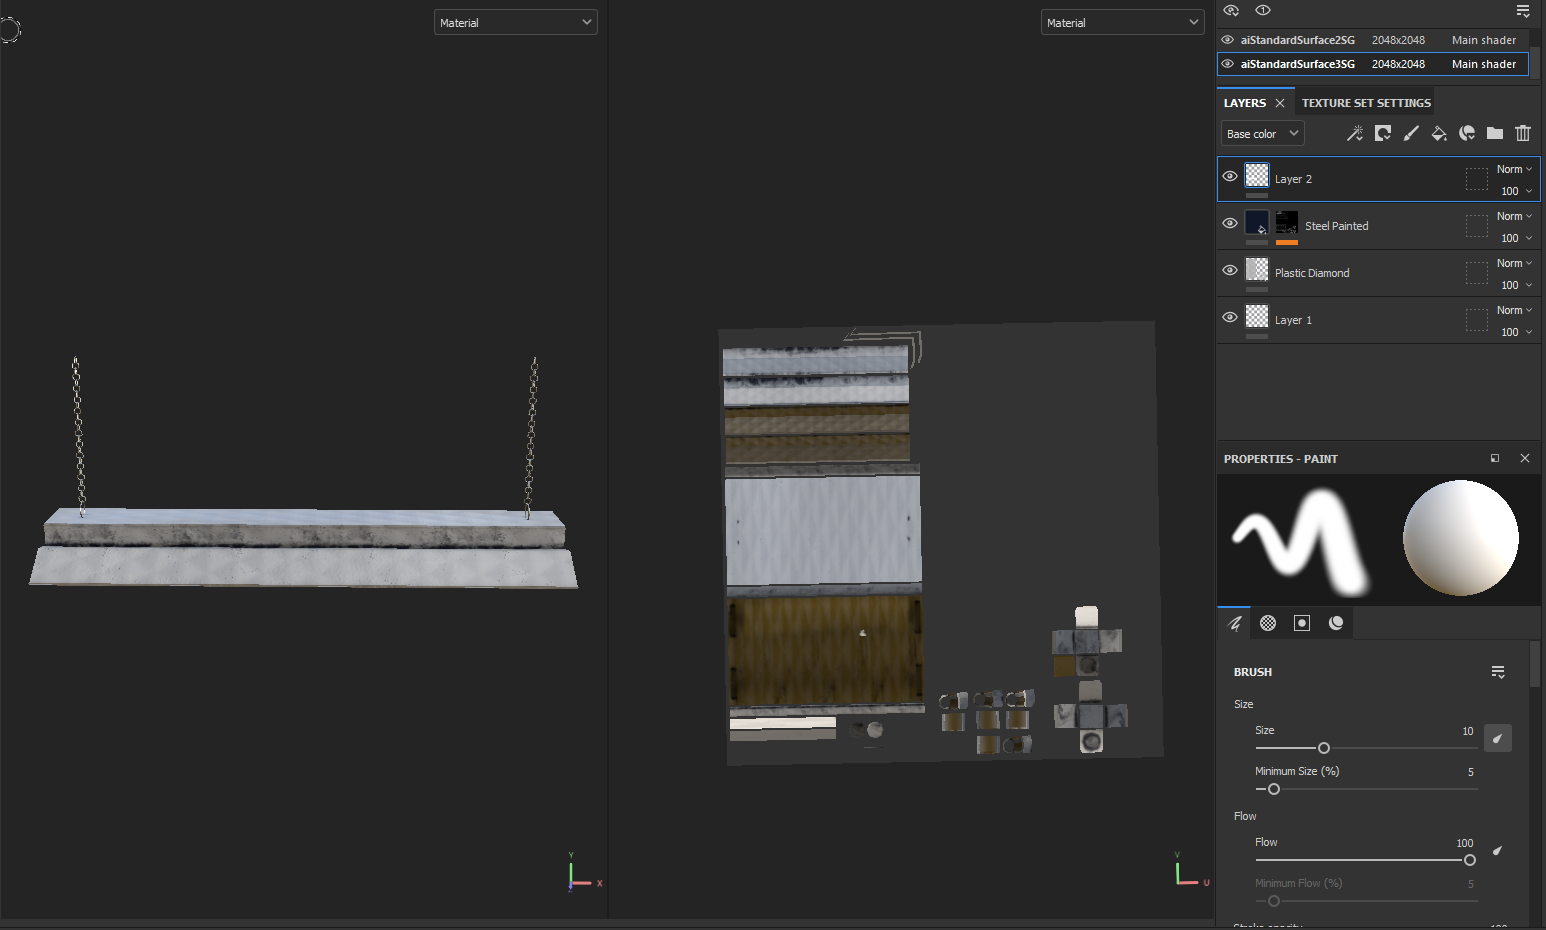 Material
Material
aiStandardSurface2SG 2048x2048 Main shader
aiStandardSurface3SG 2048x2048 Main shader
LAYERS TEXTURE SET SETTINGS
Base color
Layer 2 Norm
100
Steel Painted Norm
100
Plastic Diamond Norm
100
Layer 1 Norm
100
PROPERTIES - PAINT
BRUSH
Size
Size 10
Minimum Size (%) 5
Flow
Flow 100
Minimum Flow (%) 5
Y
X
Z
V
U